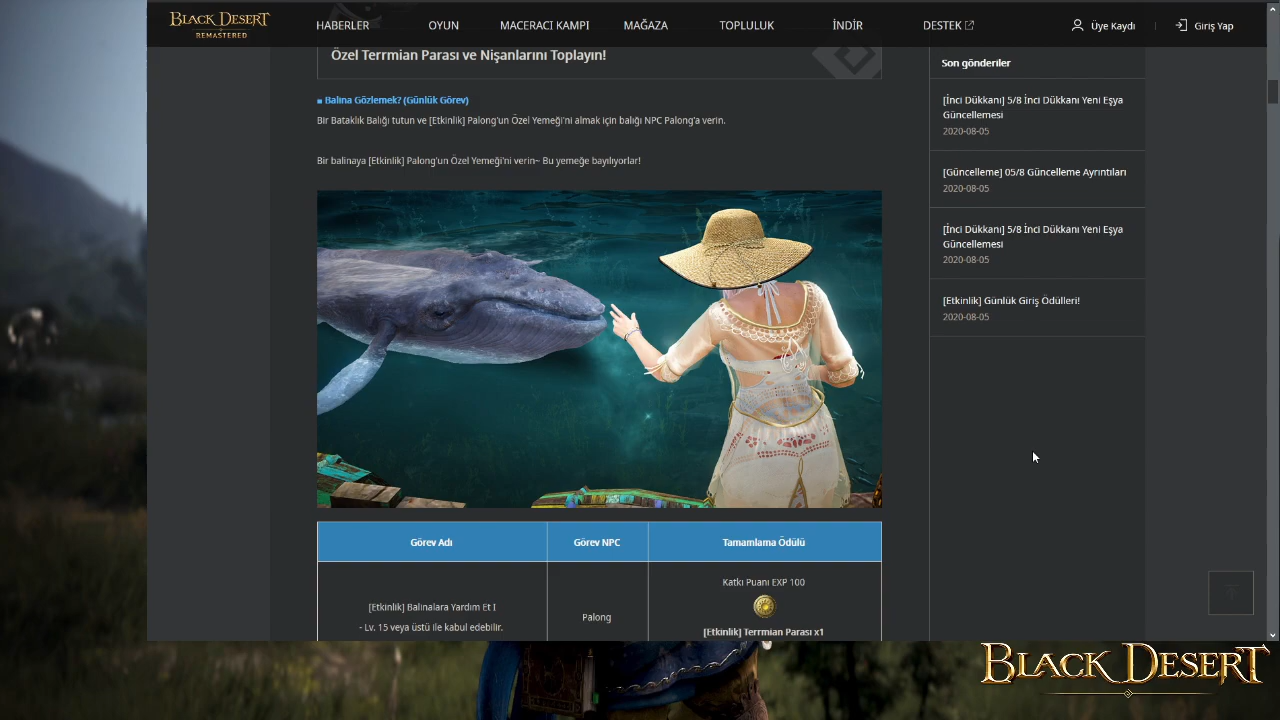 BLACK DESERT
REMASTERED
HABERLER
OYUN
MACERACI KAMPI
MAĞAZA
TOPLULUK
İNDİR
DESTEK
Üye Kaydı
Giriş Yap
Özel Terrmian Parası ve Nişanlarını Toplayın!
Balina Gözlemek? (Günlük Görev)
Bir Bataklık Balığı tutun ve [Etkinlik] Palong'un Özel Yemeği'ni almak için balığı NPC Palong'a verin.
Bir balinaya [Etkinlik] Palong'un Özel Yemeği'ni verin~ Bu yemeğe bayılıyorlar!
Görev Adı
Görev NPC
Tamamlama Ödülü
[Etkinlik] Balinalara Yardım Et I
- Lv. 15 veya üstü ile kabul edebilir.
Palong
Katkı Puanı EXP 100
[Etkinlik] Terrmian Parası x1
Son gönderiler
[İnci Dükkanı] 5/8 İnci Dükkanı Yeni Eşya
Güncellemesi
2020-08-05
[Güncelleme] 05/8 Güncelleme Ayrıntıları
2020-08-05
[İnci Dükkanı] 5/8 İnci Dükkanı Yeni Eşya
Güncellemesi
2020-08-05
[Etkinlik] Günlük Giriş Ödülleri!
2020-08-05
BLACK DESERT